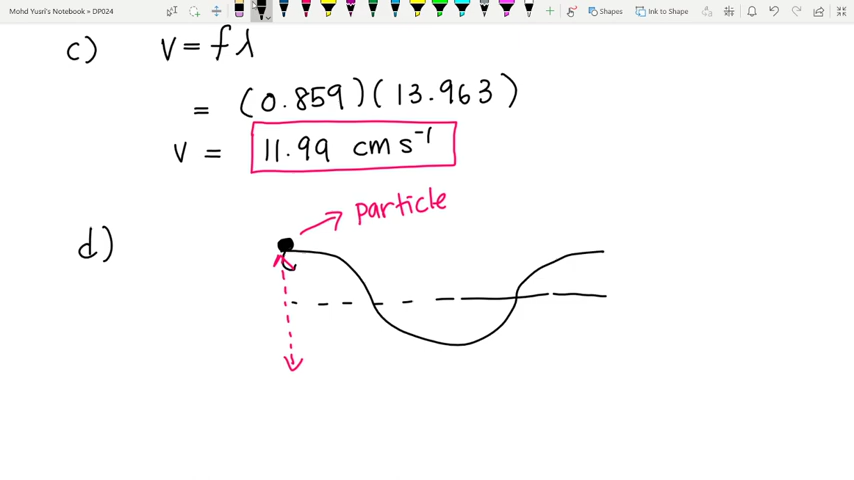 Mohd Yusri's Notebook » DP024
Shapes
Ink to Shape
c) v = fλ
= (0.859)(13.963)
v = 11.99 cm s⁻¹
particle
d)